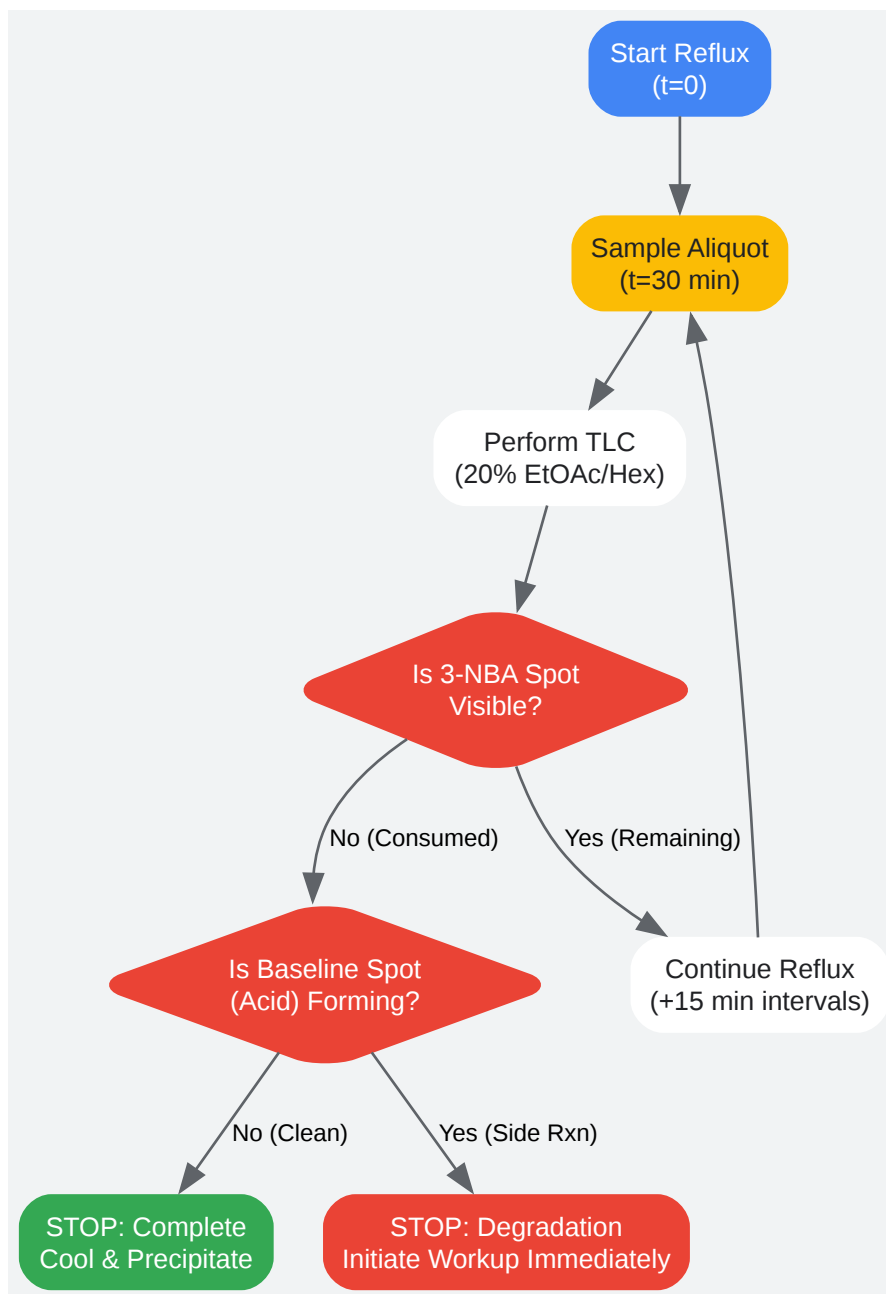 Start Reflux
(t=0)
Sample Aliquot
(t=30 min)
Perform TLC
(20% EtOAc/Hex)
Is 3-NBA Spot
Visible?
No (Consumed)
Yes (Remaining)
Is Baseline Spot
(Acid) Forming?
Continue Reflux
(+15 min intervals)
No (Clean)
Yes (Side Rxn)
STOP: Complete
Cool & Precipitate
STOP: Degradation
Initiate Workup Immediately